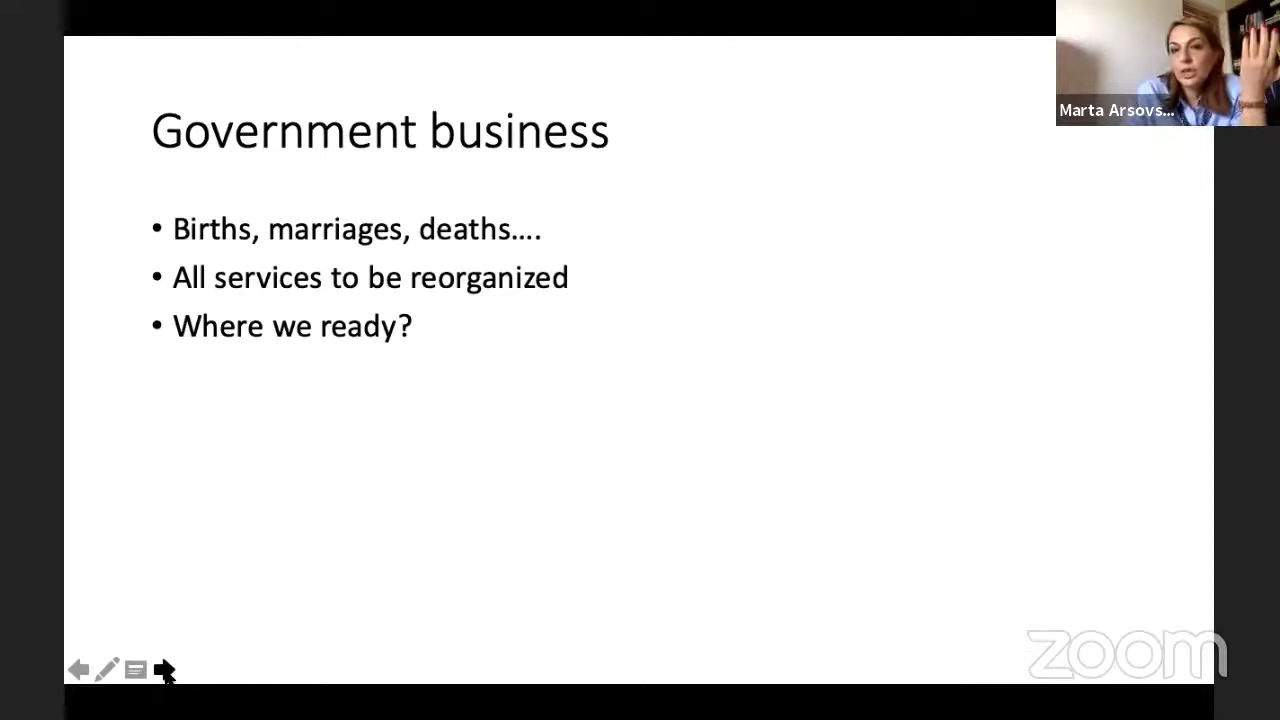 Marta Arsovs...
Government business
• Births, marriages, deaths....
• All services to be reorganized
• Where we ready?
zoom